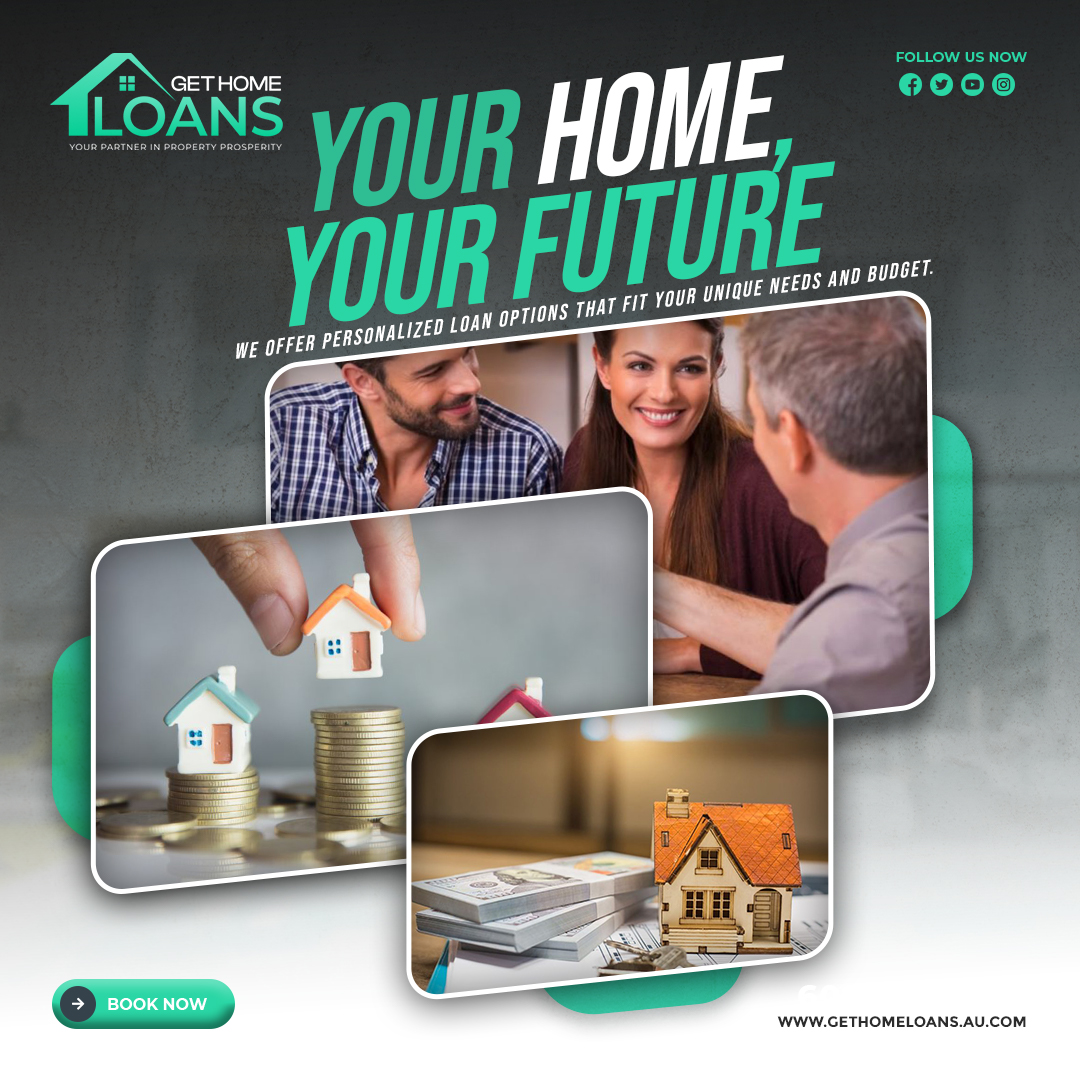 GET HOME
LOANS
YOUR PARTNER IN PROPERTY PROSPERITY
FOLLOW US NOW
YOUR HOME,
YOUR FUTURE
WE OFFER PERSONALIZED LOAN OPTIONS THAT FIT YOUR UNIQUE NEEDS AND BUDGET.
BOOK NOW
WWW.GETHOMELOANS.AU.COM